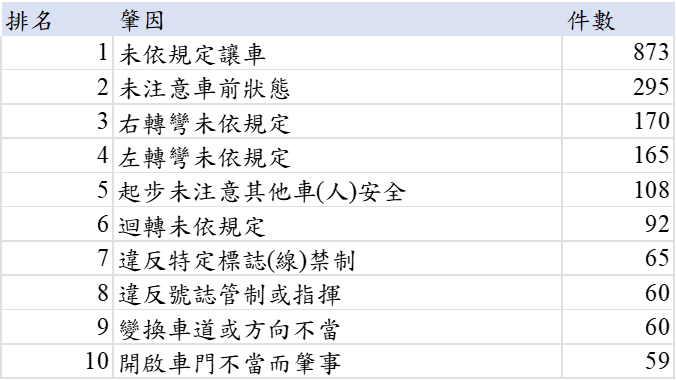 排名 肇因 件數
1 未依規定讓車 873
2 未注意車前狀態 295
3 右轉彎未依規定 170
4 左轉彎未依規定 165
5 起步未注意其他車(人)安全 108
6 迴轉未依規定 92
7 違反特定標誌(線)禁制 65
8 違反號誌管制或指揮 60
9 變換車道或方向不當 60
10 開啟車門不當而肇事 59